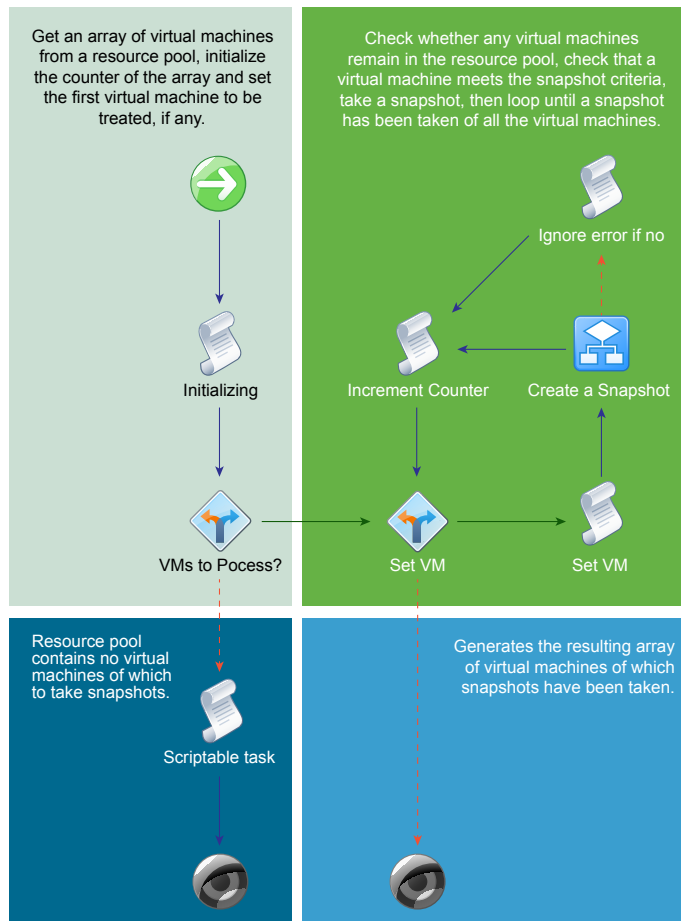 Get an array of virtual machines
from a resource pool, initialize
the counter of the array and set
the first virtual machine to be
treated, if any.
Check whether any virtual machines
remain in the resource pool, check that a
virtual machine meets the snapshot criteria,
take a snapshot, then loop until a snapshot
has been taken of all the virtual machines.
Ignore error if no
Initializing
Increment Counter
Create a Snapshot
VMs to Pocess?
Set VM
Set VM
Resource pool
contains no virtual
machines of which
to take snapshots.
Generates the resulting array
of virtual machines of which
snapshots have been taken.
Scriptable task